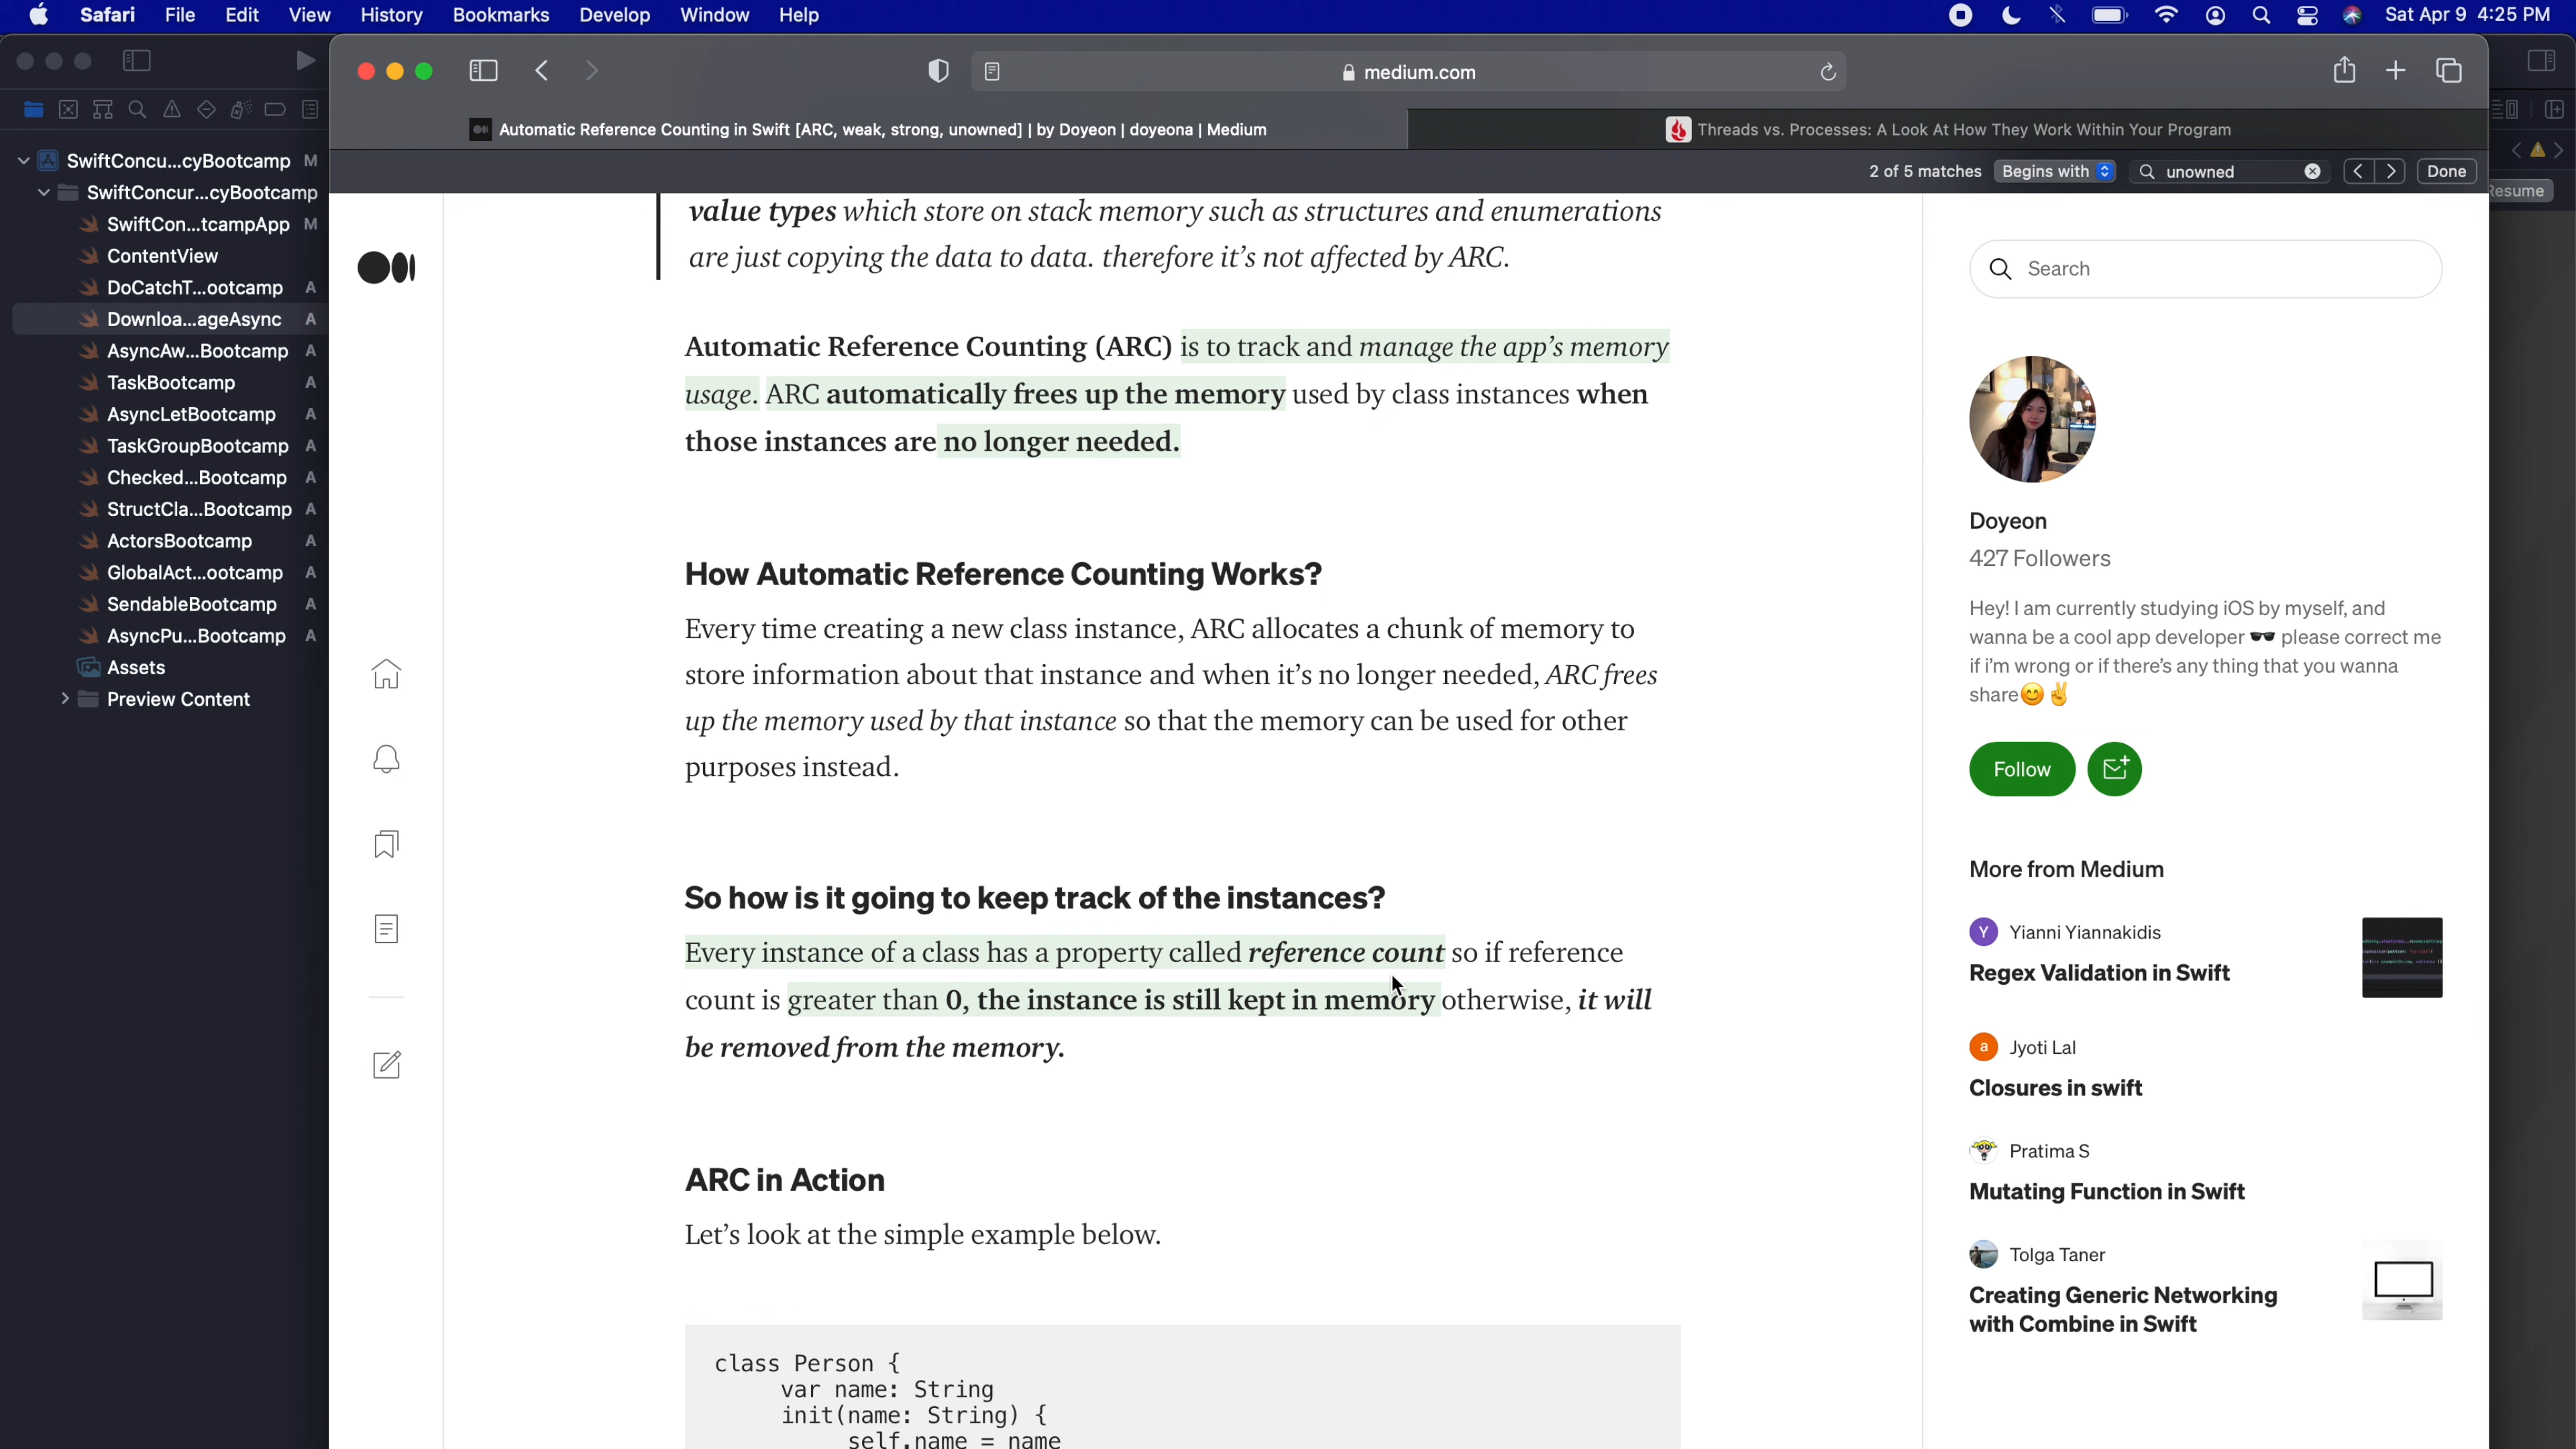 Safari File Edit View History Bookmarks Develop Window Help Sat Apr 9 4:25 PM
medium.com
Automatic Reference Counting in Swift [ARC, weak, strong, unowned] | by Doyeon | doyeona | Medium
Threads vs. Processes: A Look At How They Work Within Your Program
2 of 5 matches Begins with unowned Done
Resume
SwiftConcu...cyBootcamp M
SwiftConcur...cyBootcamp
SwiftCon...tcampApp M
ContentView
DoCatchT...ootcamp A
Downloa...ageAsync A
AsyncAw...Bootcamp A
TaskBootcamp A
AsyncLetBootcamp A
TaskGroupBootcamp A
Checked...Bootcamp A
StructCla...Bootcamp A
ActorsBootcamp A
GlobalAct...ootcamp A
SendableBootcamp A
AsyncPu...Bootcamp A
Assets
Preview Content
value types which store on stack memory such as structures and enumerations
are just copying the data to data. therefore it’s not affected by ARC.
Automatic Reference Counting (ARC) is to track and manage the app’s memory
usage. ARC automatically frees up the memory used by class instances when
those instances are no longer needed.
How Automatic Reference Counting Works?
Every time creating a new class instance, ARC allocates a chunk of memory to
store information about that instance and when it’s no longer needed, ARC frees
up the memory used by that instance so that the memory can be used for other
purposes instead.
So how is it going to keep track of the instances?
Every instance of a class has a property called reference count so if reference
count is greater than 0, the instance is still kept in memory otherwise, it will
be removed from the memory.
ARC in Action
Let’s look at the simple example below.
class Person {
var name: String
init(name: String) {
self.name = name
Search
Doyeon
427 Followers
Hey! I am currently studying iOS by myself, and
wanna be a cool app developer 🕶 please correct me
if i’m wrong or if there’s any thing that you wanna
share😊✌
Follow
More from Medium
Y Yianni Yiannakidis
Regex Validation in Swift
a Jyoti Lal
Closures in swift
Pratima S
Mutating Function in Swift
Tolga Taner
Creating Generic Networking
with Combine in Swift